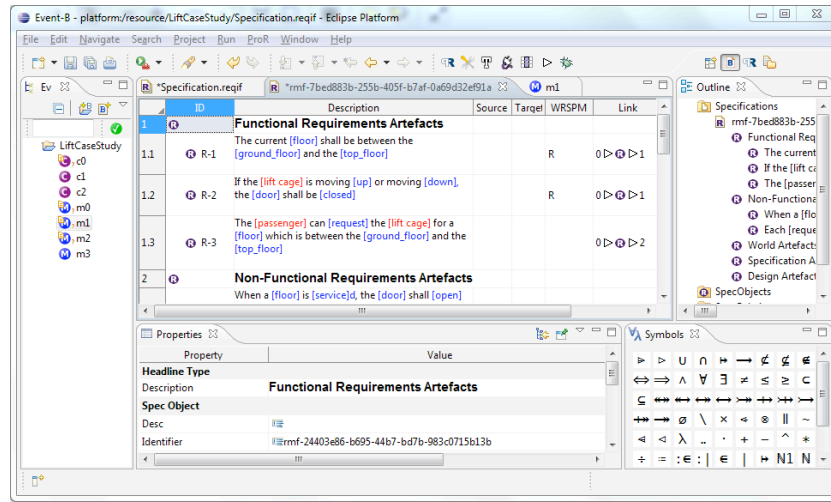 Event-B - platform:/resource/LiftCaseStudy/Specification.reqif - Eclipse Platform
File Edit Navigate Search Project Run ProR Window Help
Ev
LiftCaseStudy
c0
c1
c2
m0
m1
m2
m3
*Specification.reqif *rmf-7bed883b-255b-405f-b7af-0a69d32ef91a m1
ID Description Source Target WRSPM Link
1 Functional Requirements Artefacts
1.1 R-1 The current [floor] shall be between the
[ground_floor] and the [top_floor] R 0 ▷ R ▷ 1
1.2 R-2 If the [lift cage] is moving [up] or moving [down],
the [door] shall be [closed] R 0 ▷ R ▷ 1
1.3 R-3 The [passenger] can [request] the [lift cage] for a
[floor] which is between the [ground_floor] and the
[top_floor] 0 ▷ R ▷ 2
2 Non-Functional Requirements Artefacts
When a [floor] is [service]d, the [door] shall [open]
Outline
Specifications
rmf-7bed883b-255
Functional Req
The current
If the [lift ca
The [passer
Non-Functiona
When a [flo
Each [reque
World Artefact
Specification A
Design Artefact
SpecObjects
Properties
Property Value
Headline Type
Description Functional Requirements Artefacts
Spec Object
Desc
Identifier rmf-24403e86-b695-44b7-bd7b-983c0715b13b
Symbols
⇔ ⇒ ∧ ∀ ∃ ≠ ≤ ≥ ⊂
÷ ≔ :∈ :| ∈ | ↦ ℕ1 ℕ